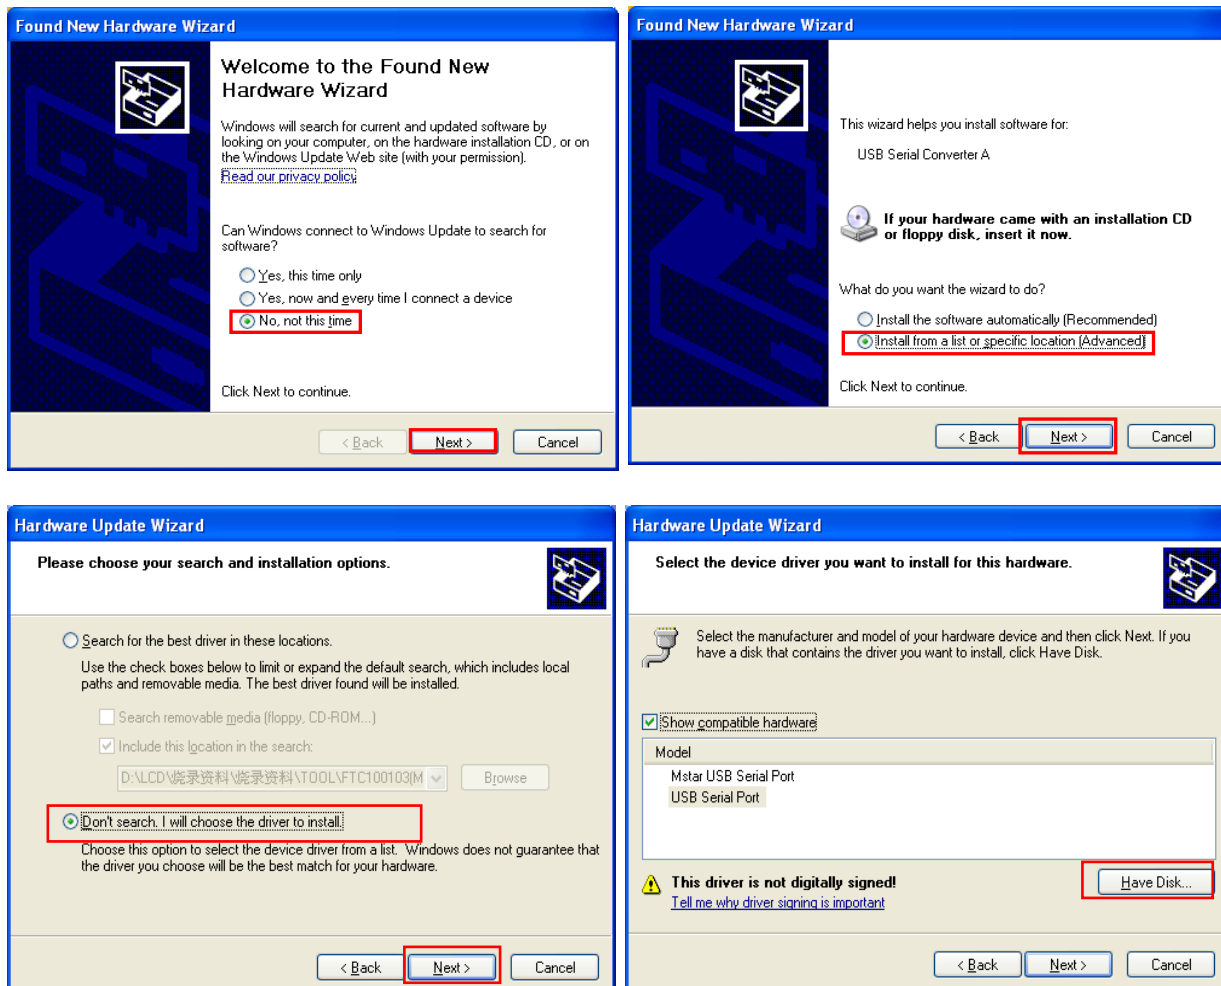 Found New Hardware Wizard
Welcome to the Found New
Hardware Wizard
Windows will search for current and updated software by
looking on your computer, on the hardware installation CD, or on
the Windows Update Web site (with your permission).
Read our privacy policy
Can Windows connect to Windows Update to search for
software?
Yes, this time only
Yes, now and every time I connect a device
No, not this time
Click Next to continue.
< Back
Next >
Cancel
Found New Hardware Wizard
This wizard helps you install software for:
USB Serial Converter A
If your hardware came with an installation CD
or floppy disk, insert it now.
What do you want the wizard to do?
Install the software automatically (Recommended)
Install from a list or specific location (Advanced)
Click Next to continue.
< Back
Next >
Cancel
Hardware Update Wizard
Please choose your search and installation options.
Search for the best driver in these locations.
Use the check boxes below to limit or expand the default search, which includes local
paths and removable media. The best driver found will be installed.
Search removable media (floppy, CD-ROM...)
Include this location in the search:
D:\LCD\烧录资料\烧录资料\TOOL\FTC100103(M
Browse
Don't search. I will choose the driver to install.
Choose this option to select the device driver from a list. Windows does not guarantee that
the driver you choose will be the best match for your hardware.
< Back
Next >
Cancel
Hardware Update Wizard
Select the device driver you want to install for this hardware.
Select the manufacturer and model of your hardware device and then click Next. If you
have a disk that contains the driver you want to install, click Have Disk.
Show compatible hardware
Model
Mstar USB Serial Port
USB Serial Port
This driver is not digitally signed!
Tell me why driver signing is important
Have Disk...
< Back
Next >
Cancel